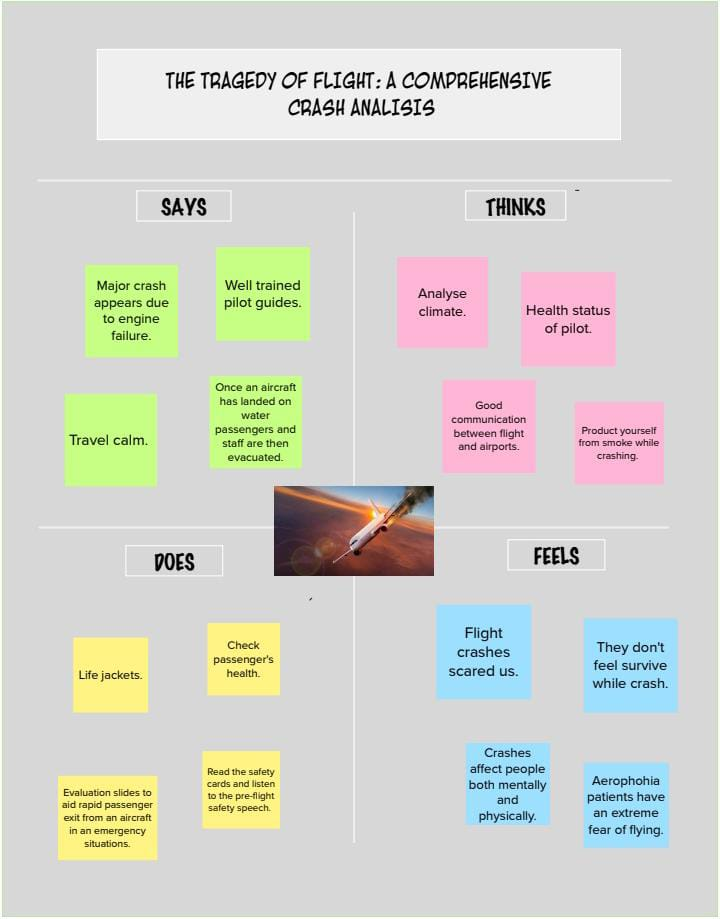 THE TRAGEDY OF FLIGHT: A COMPREHENSIVE
CRASH ANALISIS
SAYS
Major crash
appears due
to engine
failure.
Well trained
pilot guides.
Travel calm.
Once an aircraft
has landed on
water
passengers and
staff are then
evacuated.
THINKS
Analyse
climate.
Health status
of pilot.
Good
communication
between flight
and airports.
Product yourself
from smoke while
crashing.
DOES
Life jackets.
Check
passenger's
health.
Evaluation slides to
aid rapid passenger
exit from an aircraft
in an emergency
situations.
Read the safety
cards and listen
to the pre-flight
safety speech.
FEELS
Flight
crashes
scared us.
They don't
feel survive
while crash.
Crashes
affect people
both mentally
and
physically.
Aerophohia
patients have
an extreme
fear of flying.